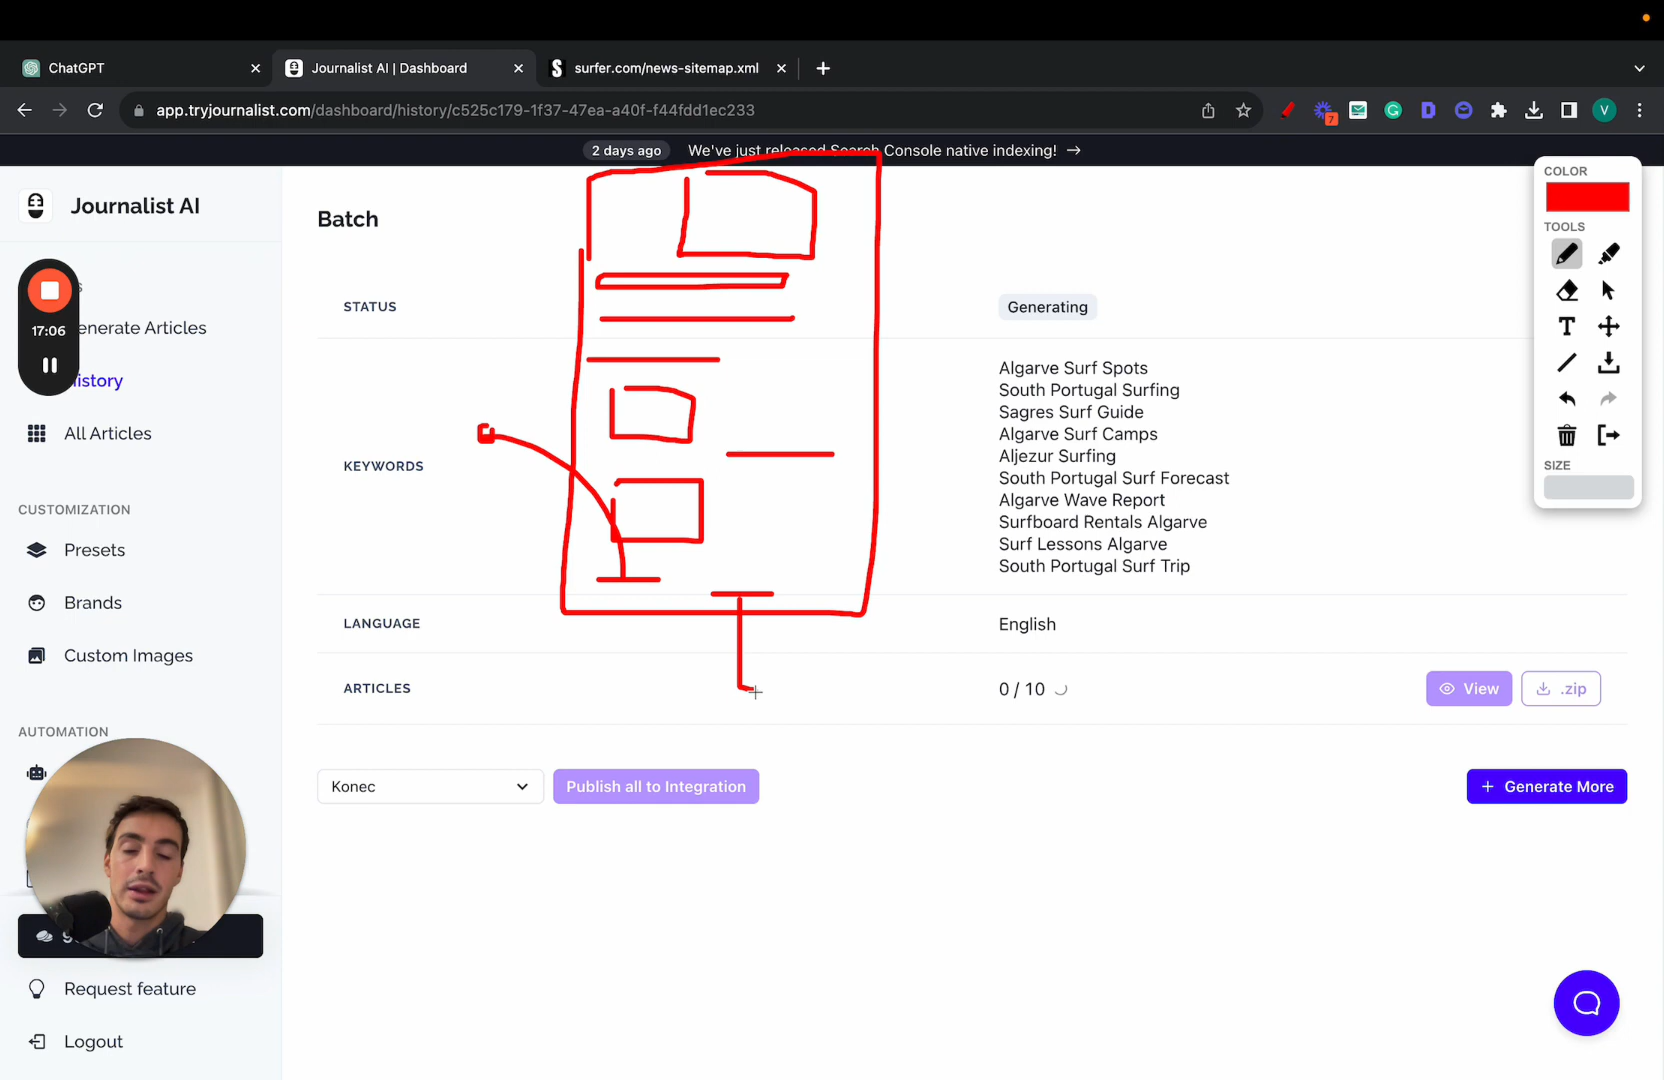 ChatGPT
Journalist AI | Dashboard
surfer.com/news-sitemap.xml
app.tryjournalist.com/dashboard/history/c525c179-1f37-47ea-a40f-f44fdd1ec233
7
V
2 days ago We've just released Search Console native indexing! →
Journalist AI
17:06
enerate Articles
istory
All Articles
CUSTOMIZATION
Presets
Brands
Custom Images
AUTOMATION
Request feature
Logout
Batch
STATUS
Generating
KEYWORDS
Algarve Surf Spots
South Portugal Surfing
Sagres Surf Guide
Algarve Surf Camps
Aljezur Surfing
South Portugal Surf Forecast
Algarve Wave Report
Surfboard Rentals Algarve
Surf Lessons Algarve
South Portugal Surf Trip
LANGUAGE
English
ARTICLES
0 / 10
View
.zip
Konec
Publish all to Integration
+ Generate More
COLOR
TOOLS
T
SIZE